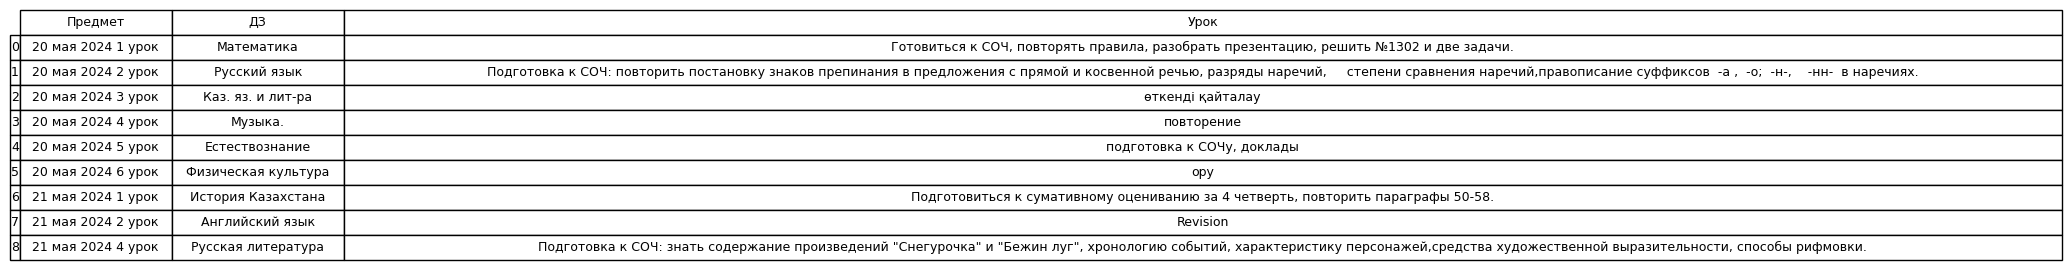 Предмет ДЗ Урок
0 20 мая 2024 1 урок Математика Готовиться к СОЧ, повторять правила, разобрать презентацию, решить №1302 и две задачи.
1 20 мая 2024 2 урок Русский язык Подготовка к СОЧ: повторить постановку знаков препинания в предложения с прямой и косвенной речью, разряды наречий, степени сравнения наречий,правописание суффиксов -а , -о; -н-, -нн- в наречиях.
2 20 мая 2024 3 урок Каз. яз. и лит-ра өткенді қайталау
3 20 мая 2024 4 урок Музыка. повторение
4 20 мая 2024 5 урок Естествознание подготовка к СОЧу, доклады
5 20 мая 2024 6 урок Физическая культура ору
6 21 мая 2024 1 урок История Казахстана Подготовиться к сумативному оцениванию за 4 четверть, повторить параграфы 50-58.
7 21 мая 2024 2 урок Английский язык Revision
8 21 мая 2024 4 урок Русская литература Подготовка к СОЧ: знать содержание произведений "Снегурочка" и "Бежин луг", хронологию событий, характеристику персонажей,средства художественной выразительности, способы рифмовки.